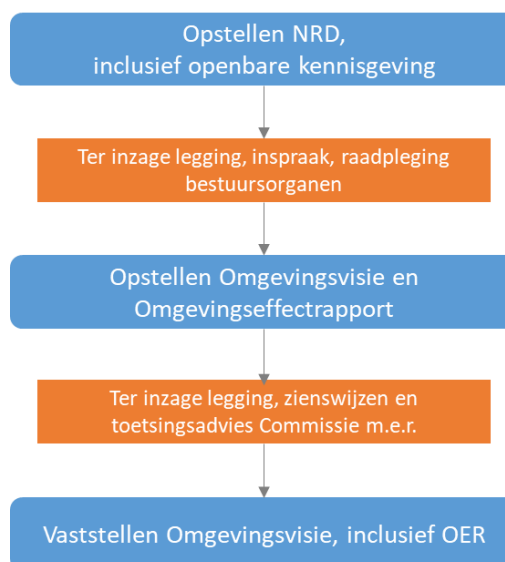 Opstellen NRD,
inclusief openbare kennisgeving
Ter inzage legging, inspraak, raadpleging
bestuursorganen
Opstellen Omgevingsvisie en
Omgevingseffectrapport
Ter inzage legging, zienswijzen en
toetsingsadvies Commissie m.e.r.
Vaststellen Omgevingsvisie, inclusief OER